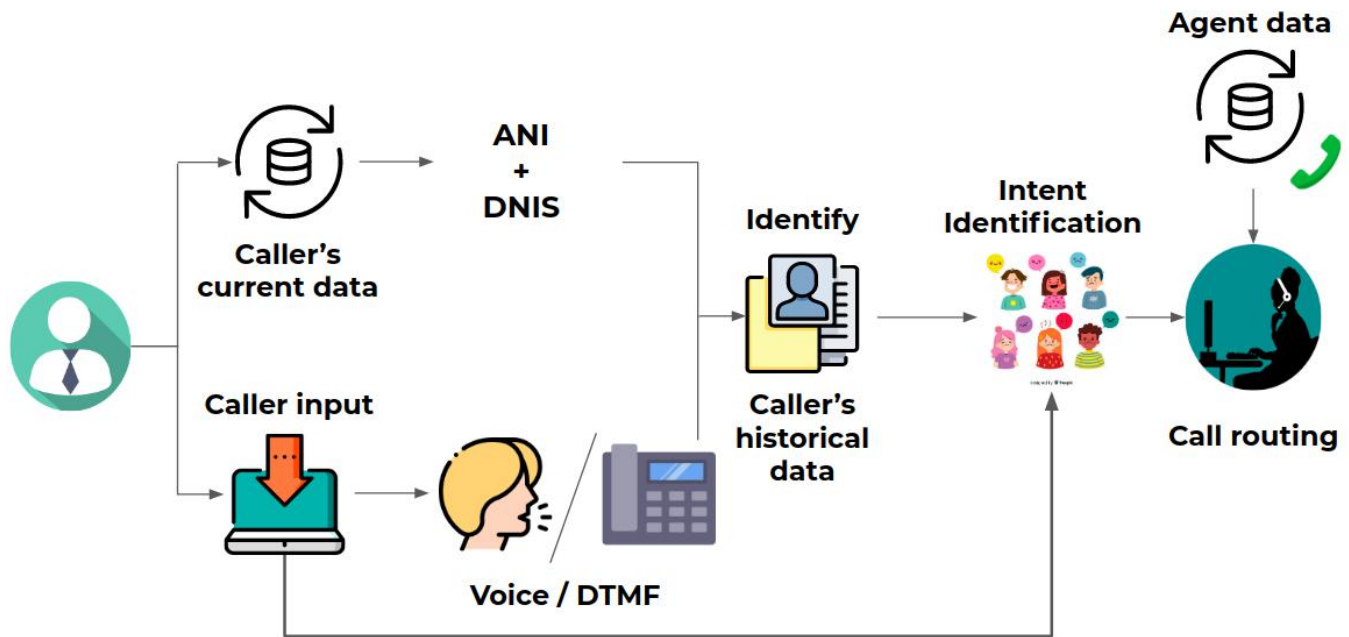 Agent data
ANI
+
DNIS
Intent
Identification
Identify
Caller's
current data
Caller input
Caller's
historical
data
Call routing
Voice / DTMF